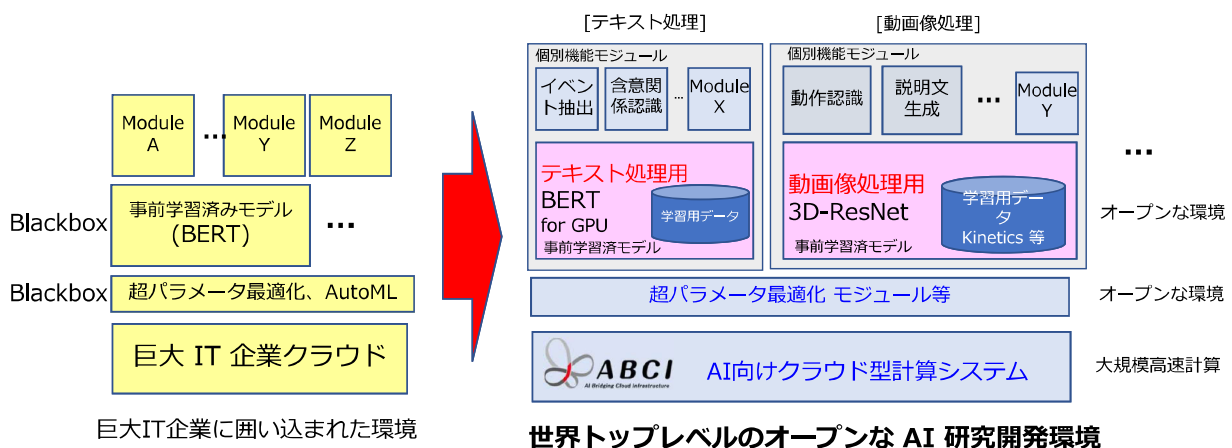 [テキスト処理]
[動画像処理]
個別機能モジュール
イベン
ト抽出
含意関
係認識
...
Module
X
個別機能モジュール
動作認識
説明文
生成
...
Module
Y
Module
A
...
Module
Y
Module
Z
...
テキスト処理用
BERT
for GPU
事前学習済モデル
学習用データ
動画像処理用
3D-ResNet
事前学習済モデル
学習用デー
タ
Kinetics 等
オープンな環境
Blackbox
事前学習済みモデル
(BERT)
...
Blackbox
超パラメータ最適化、AutoML
超パラメータ最適化 モジュール等
オープンな環境
巨大 IT 企業クラウド
ABCI
AI Bridging Cloud Infrastructure
AI向けクラウド型計算システム
大規模高速計算
巨大IT企業に囲い込まれた環境
世界トップレベルのオープンな AI 研究開発環境